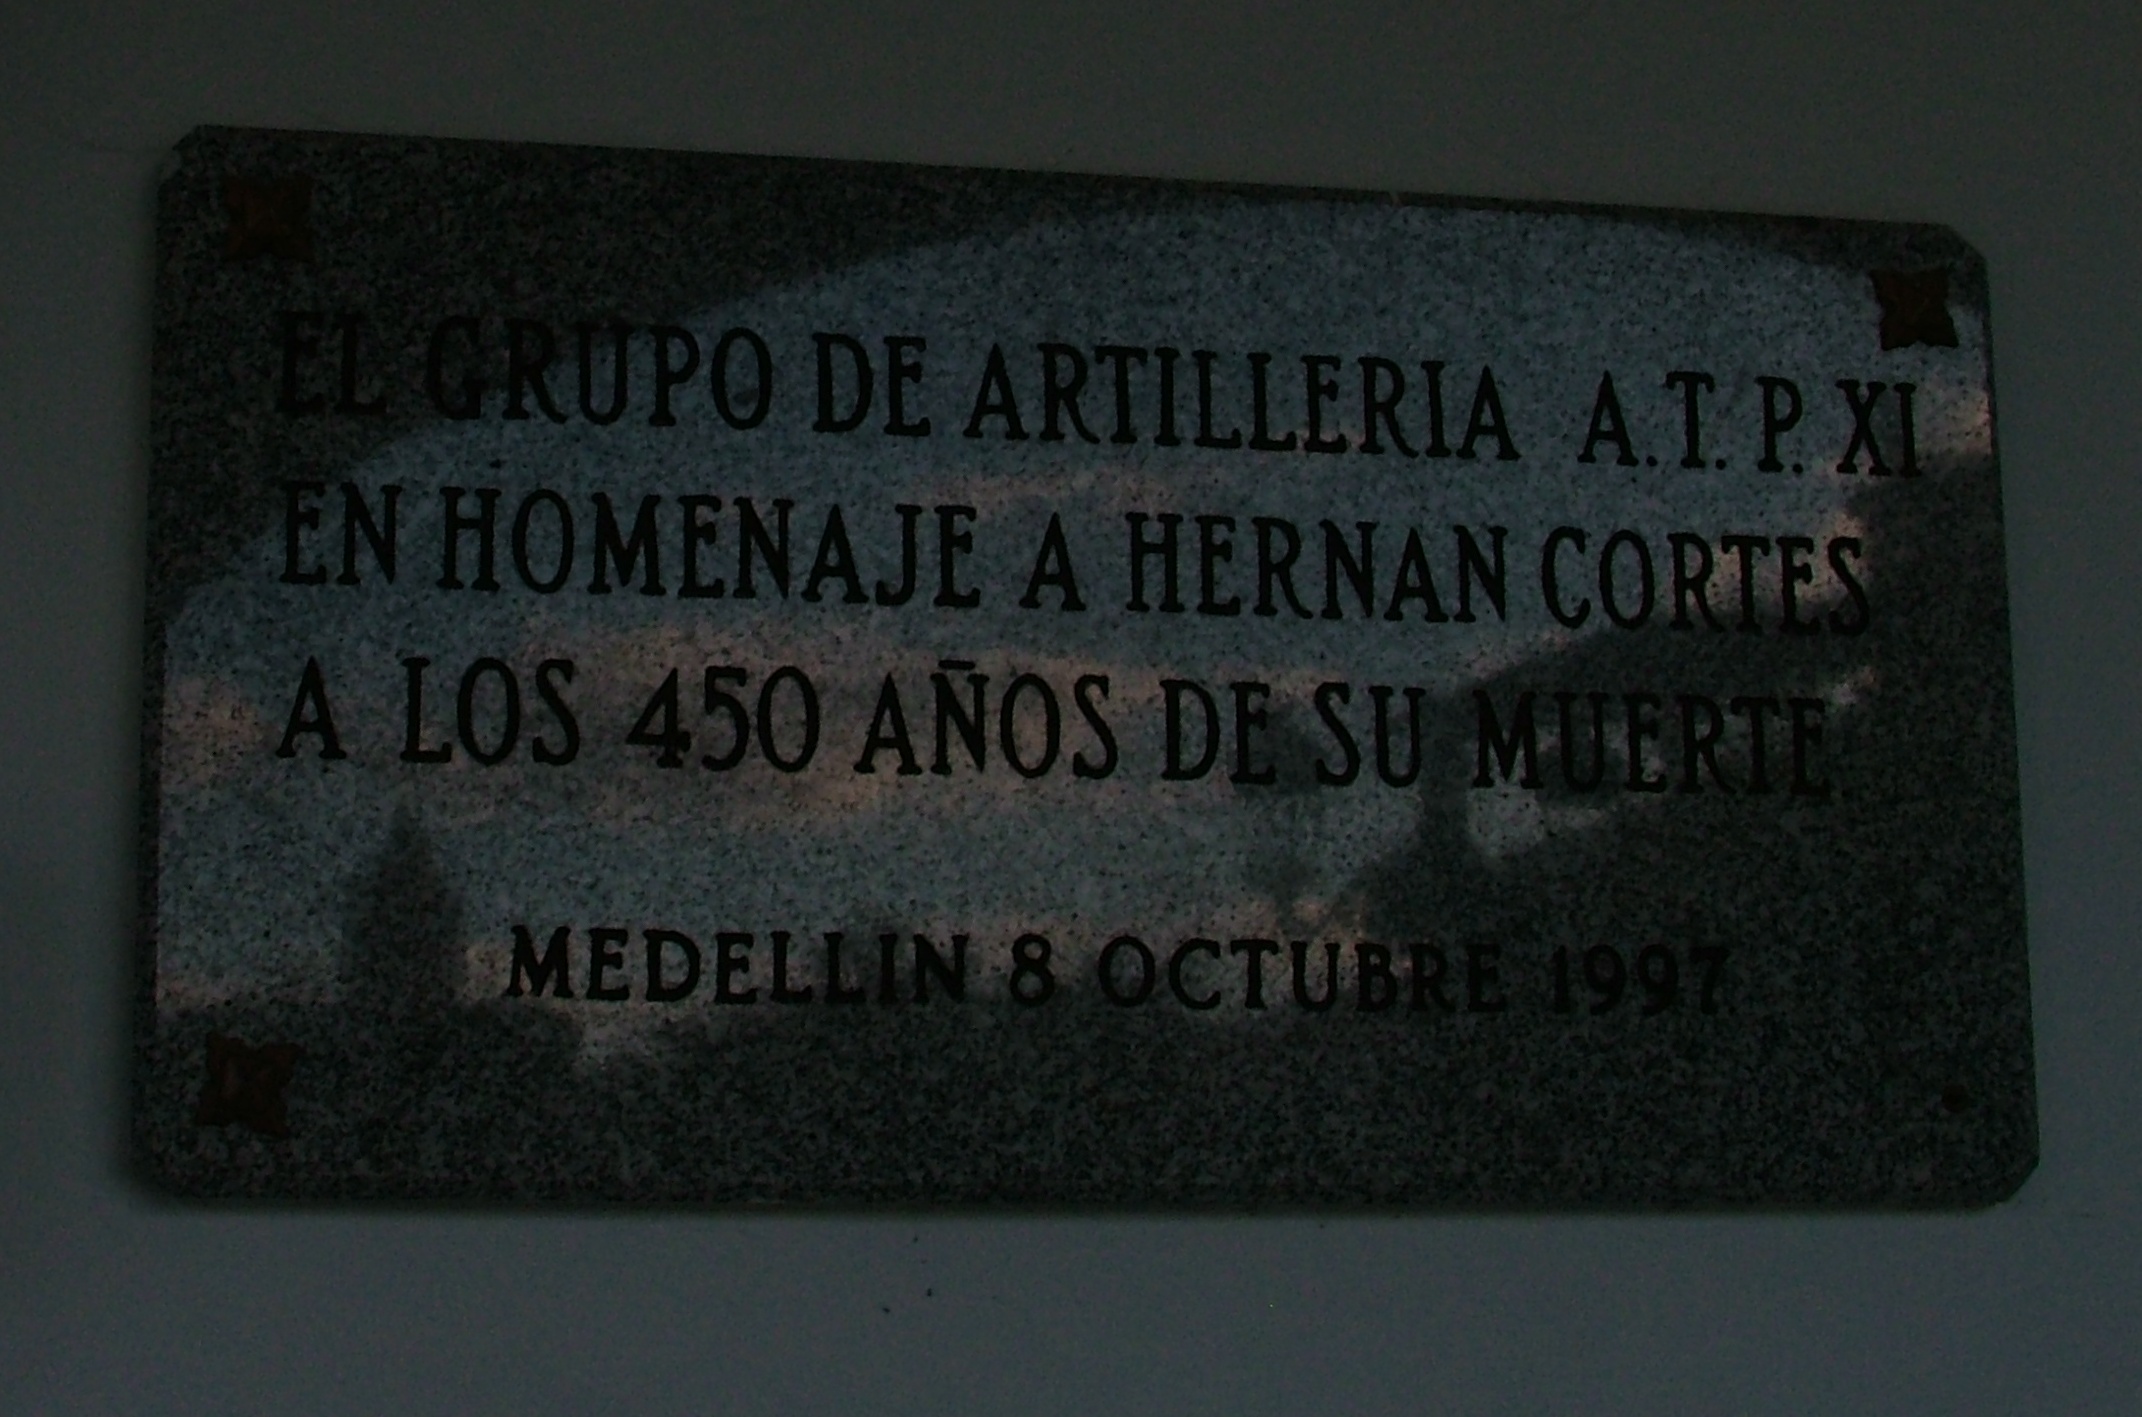 EL GRUPO DE ARTILLERIA A.T.P. XI
EN HOMENAJE A HERNAN CORTES
A LOS 450 AÑOS DE SU MUERTE
MEDELLIN 8 OCTUBRE 1997